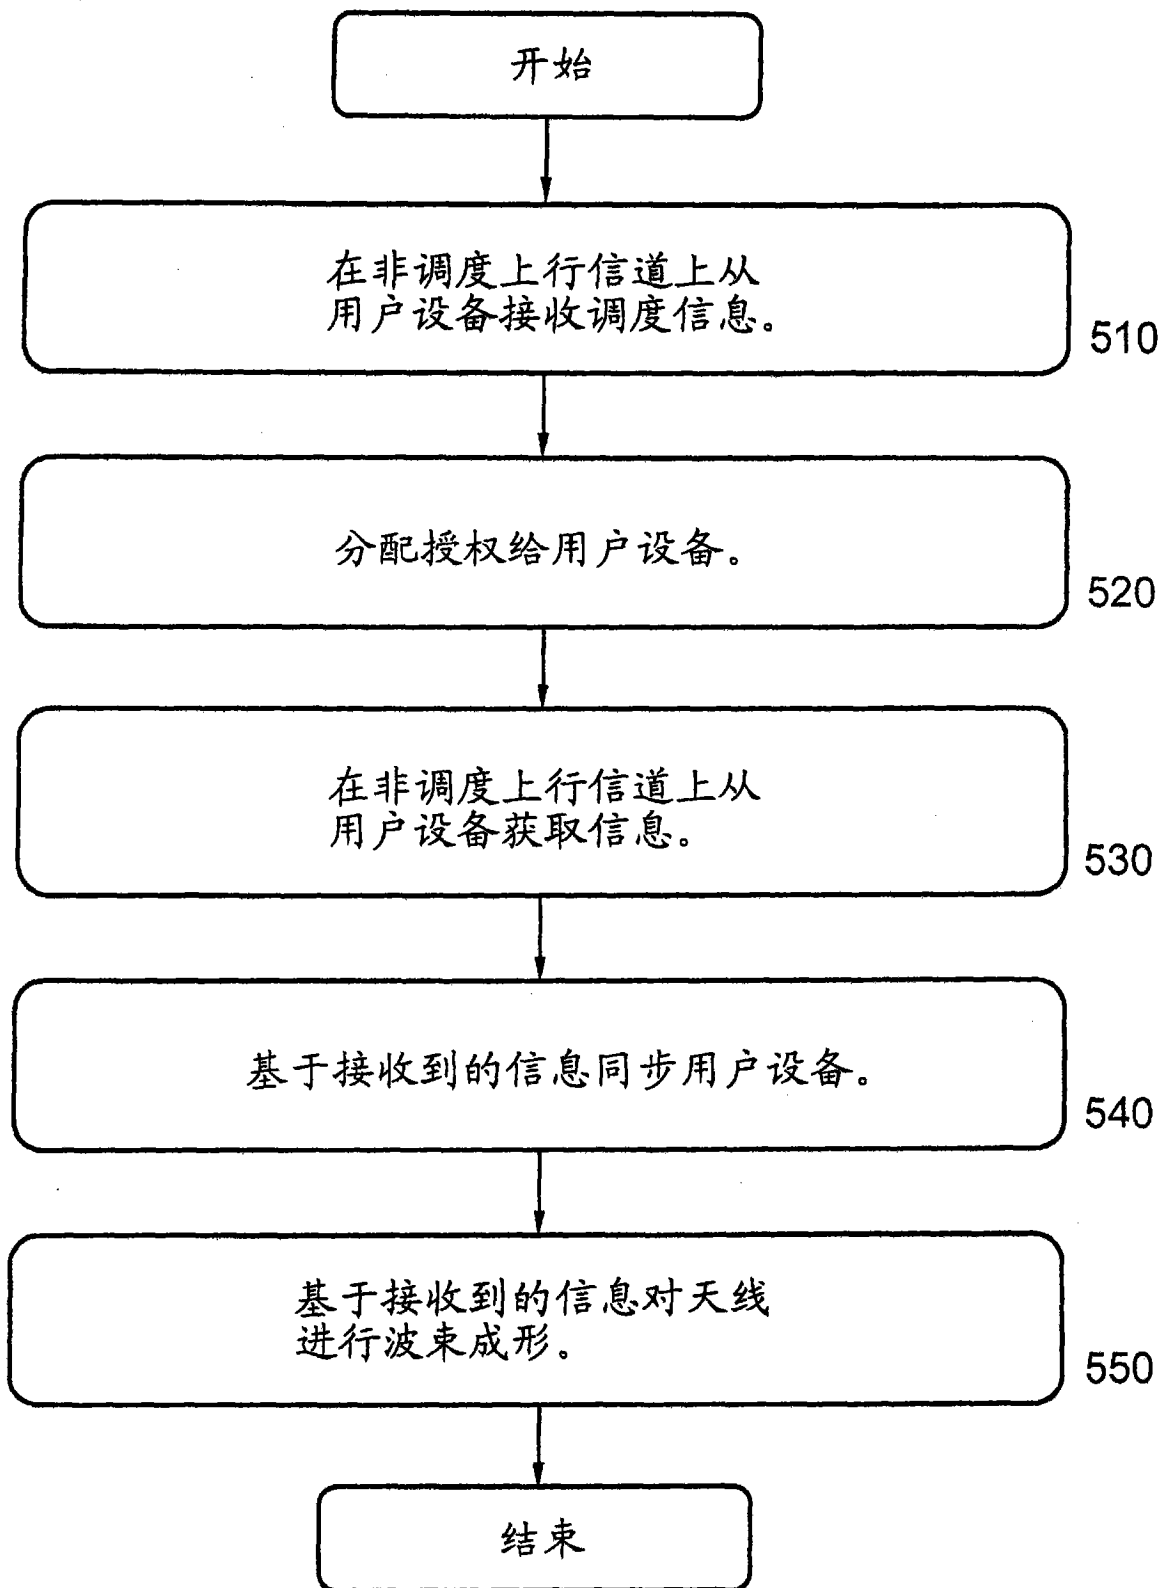 开始
在非调度上行信道上从
用户设备接收调度信息。
510
分配授权给用户设备。
520
在非调度上行信道上从
用户设备获取信息。
530
基于接收到的信息同步用户设备。
540
基于接收到的信息对天线
进行波束成形。
550
结束